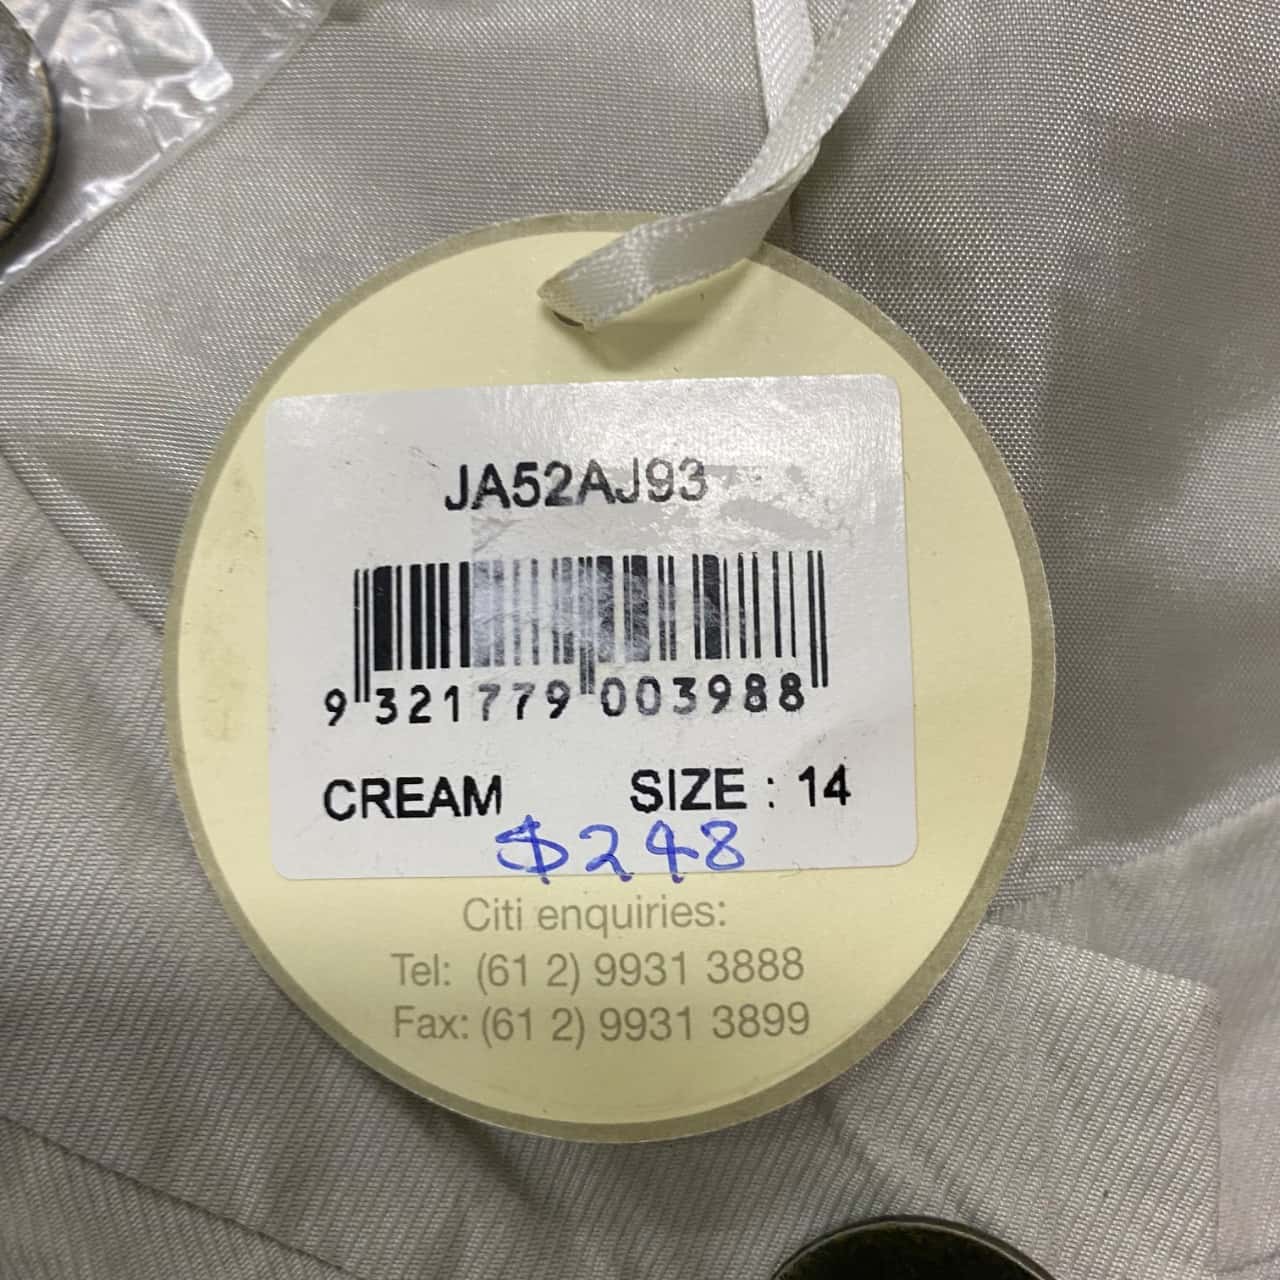 JA52AJ93
9 321779 003988
CREAM SIZE : 14
$248
Citi enquiries:
Tel: (61 2) 9931 3888
Fax: (61 2) 9931 3899